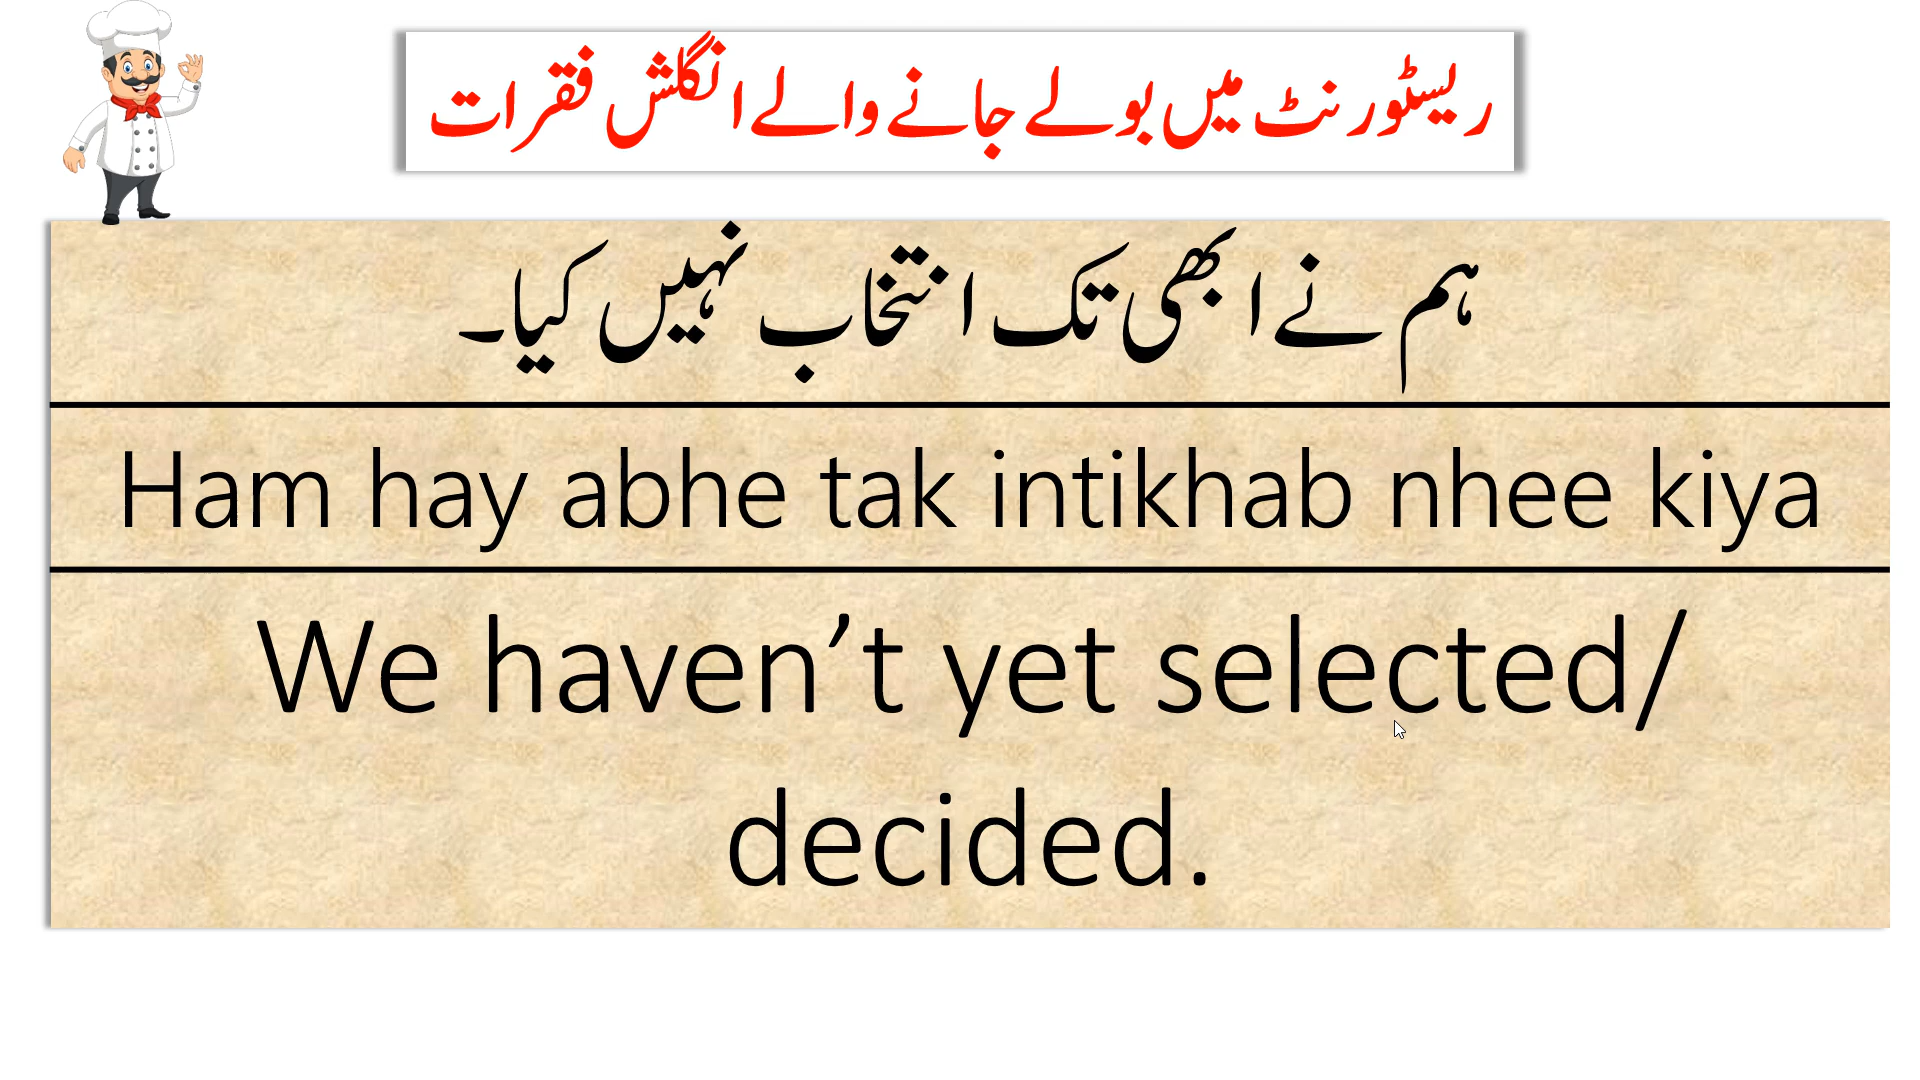 ریسٹورنٹ میں بولے جانے والے انگلش فقرات
ہم نے ابھی تک انتخاب نہیں کیا۔
Ham hay abhe tak intikhab nhee kiya
We haven’t yet selected/
decided.